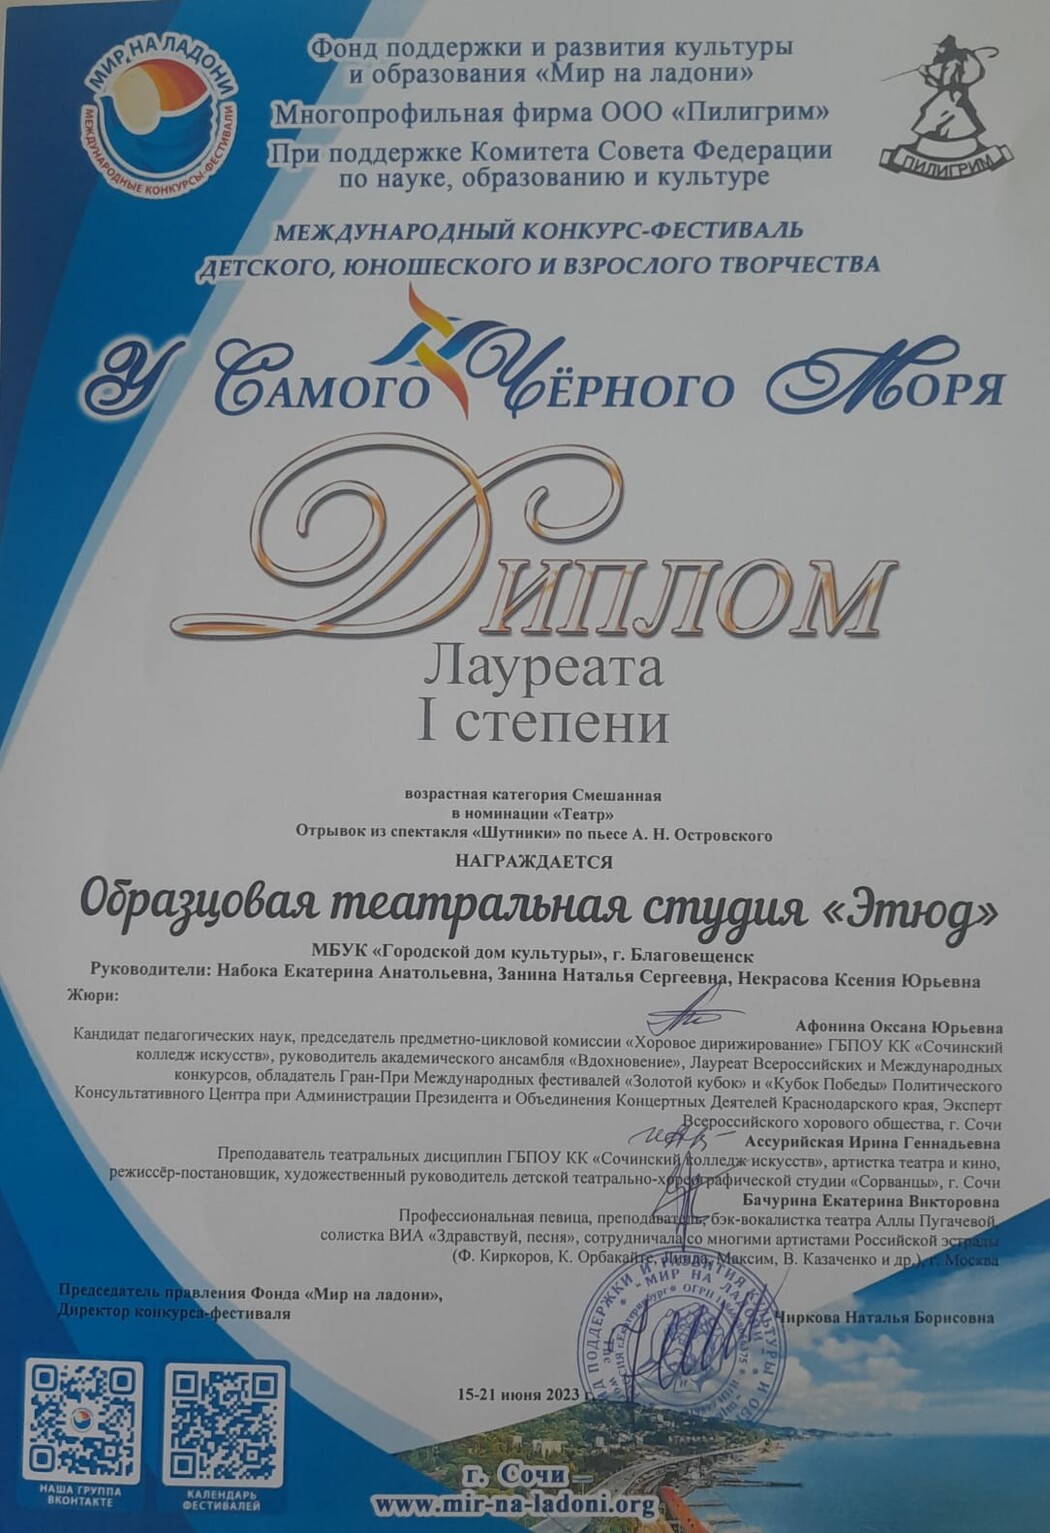 МИР НА ЛАДОНИ
МЕЖДУНАРОДНЫЕ КОНКУРСЫ-ФЕСТИВАЛИ
Фонд поддержки и развития культуры
и образования «Мир на ладони»
Многопрофильная фирма ООО «Пилигрим»
При поддержке Комитета Совета Федерации
по науке, образованию и культуре
ПИЛИГРИМ
МЕЖДУНАРОДНЫЙ КОНКУРС-ФЕСТИВАЛЬ
ДЕТСКОГО, ЮНОШЕСКОГО И ВЗРОСЛОГО ТВОРЧЕСТВА
У САМОГО ЧЁРНОГО МОРЯ
ДИПЛОМ
Лауреата
I степени
возрастная категория Смешанная
в номинации «Театр»
Отрывок из спектакля «Шутники» по пьесе А. Н. Островского
НАГРАЖДАЕТСЯ
Образцовая театральная студия «Этюд»
МБУК «Городской дом культуры», г. Благовещенск
Руководители: Набока Екатерина Анатольевна, Занина Наталья Сергеевна, Некрасова Ксения Юрьевна
Жюри:
Афонина Оксана Юрьевна
Кандидат педагогических наук, председатель предметно-цикловой комиссии «Хоровое дирижирование» ГБПОУ КК «Сочинский
колледж искусств», руководитель академического ансамбля «Вдохновение», Лауреат Всероссийских и Международных
конкурсов, обладатель Гран-При Международных фестивалей «Золотой кубок» и «Кубок Победы» Политического
Консультативного Центра при Администрации Президента и Объединения Концертных Деятелей Краснодарского края, Эксперт
Всероссийского хорового общества, г. Сочи
Ассурийская Ирина Геннадьевна
Преподаватель театральных дисциплин ГБПОУ КК «Сочинский колледж искусств», артистка театра и кино,
режиссёр-постановщик, художественный руководитель детской театрально-хореографической студии «Сорванцы», г. Сочи
Бачурина Екатерина Викторовна
Профессиональная певица, преподаватель, бэк-вокалистка театра Аллы Пугачевой,
солистка ВИА «Здравствуй, песня», сотрудничала со многими артистами Российской эстрады
(Ф. Киркоров, К. Орбакайте, Линда, Максим, В. Казаченко и др.), г. Москва
Председатель правления Фонда «Мир на ладони»,
Директор конкурса-фестиваля
Чиркова Наталья Борисовна
15-21 июня 2023 г.
НАША ГРУППА
ВКОНТАКТЕ
КАЛЕНДАРЬ
ФЕСТИВАЛЕЙ
г. Сочи
www.mir-na-ladoni.org